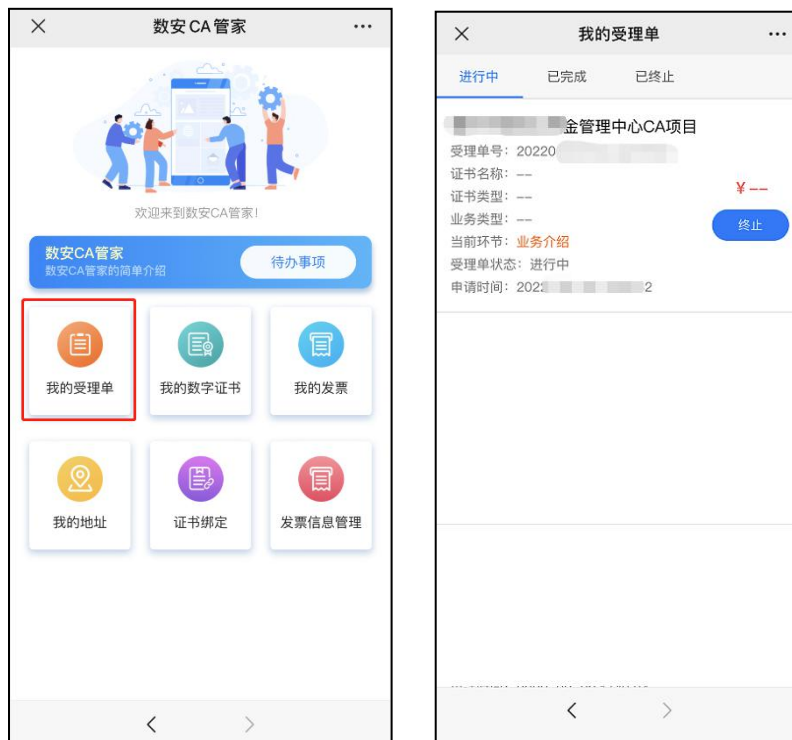 数安CA管家
欢迎来到数安CA管家!
数安CA管家
数安CA管家的简单介绍
待办事项
我的受理单
我的数字证书
我的发票
我的地址
证书绑定
发票信息管理
我的受理单
进行中
已完成
已终止
金管理中心CA项目
受理单号：20220
证书名称：--
证书类型：--
¥ --
业务类型：--
终止
当前环节：业务介绍
受理单状态：进行中
申请时间：202 2